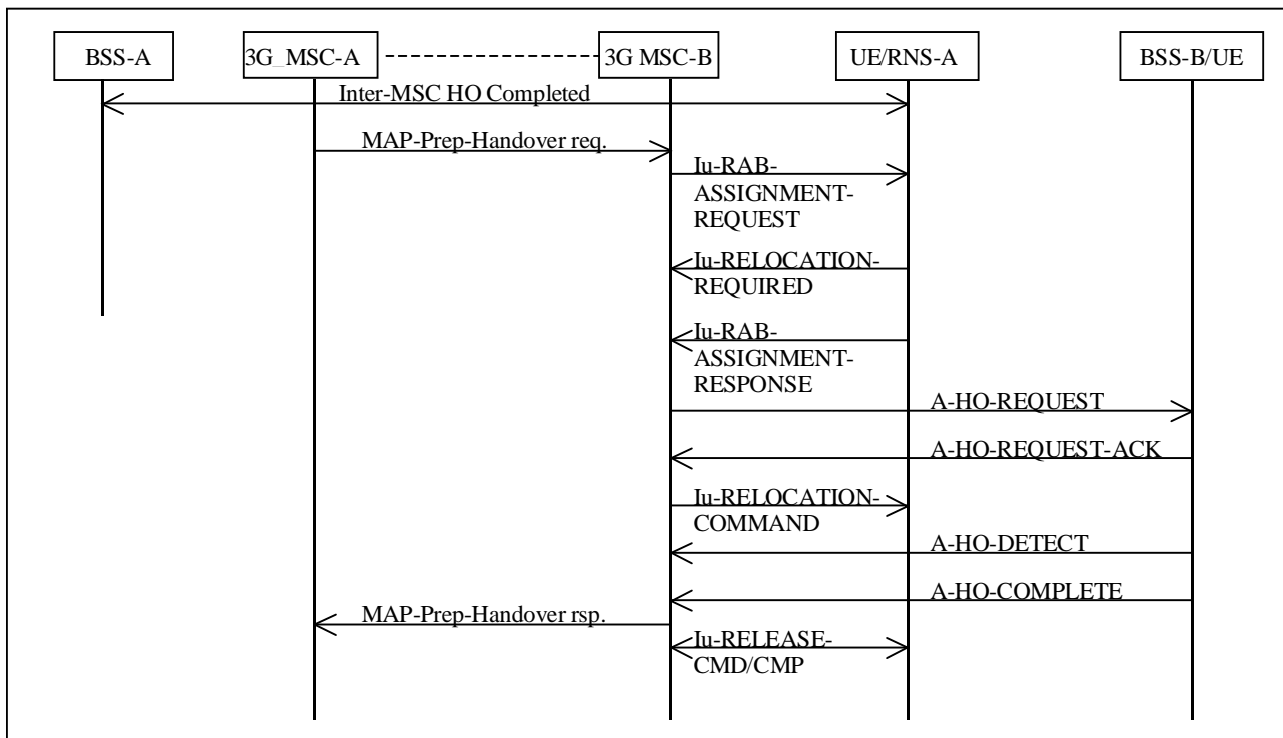 BSS-A
3G_MSC-A
3G MSC-B
UE/RNS-A
BSS-B/UE
Inter-MSC HO Completed
MAP-Prep-Handover req.
Iu-RAB-
ASSIGNMENT-
REQUEST
Iu-RELOCATION-
REQUIRED
Iu-RAB-
ASSIGNMENT-
RESPONSE
A-HO-REQUEST
A-HO-REQUEST-ACK
Iu-RELOCATION-
COMMAND
A-HO-DETECT
A-HO-COMPLETE
MAP-Prep-Handover rsp.
Iu-RELEASE-
CMD/CMP